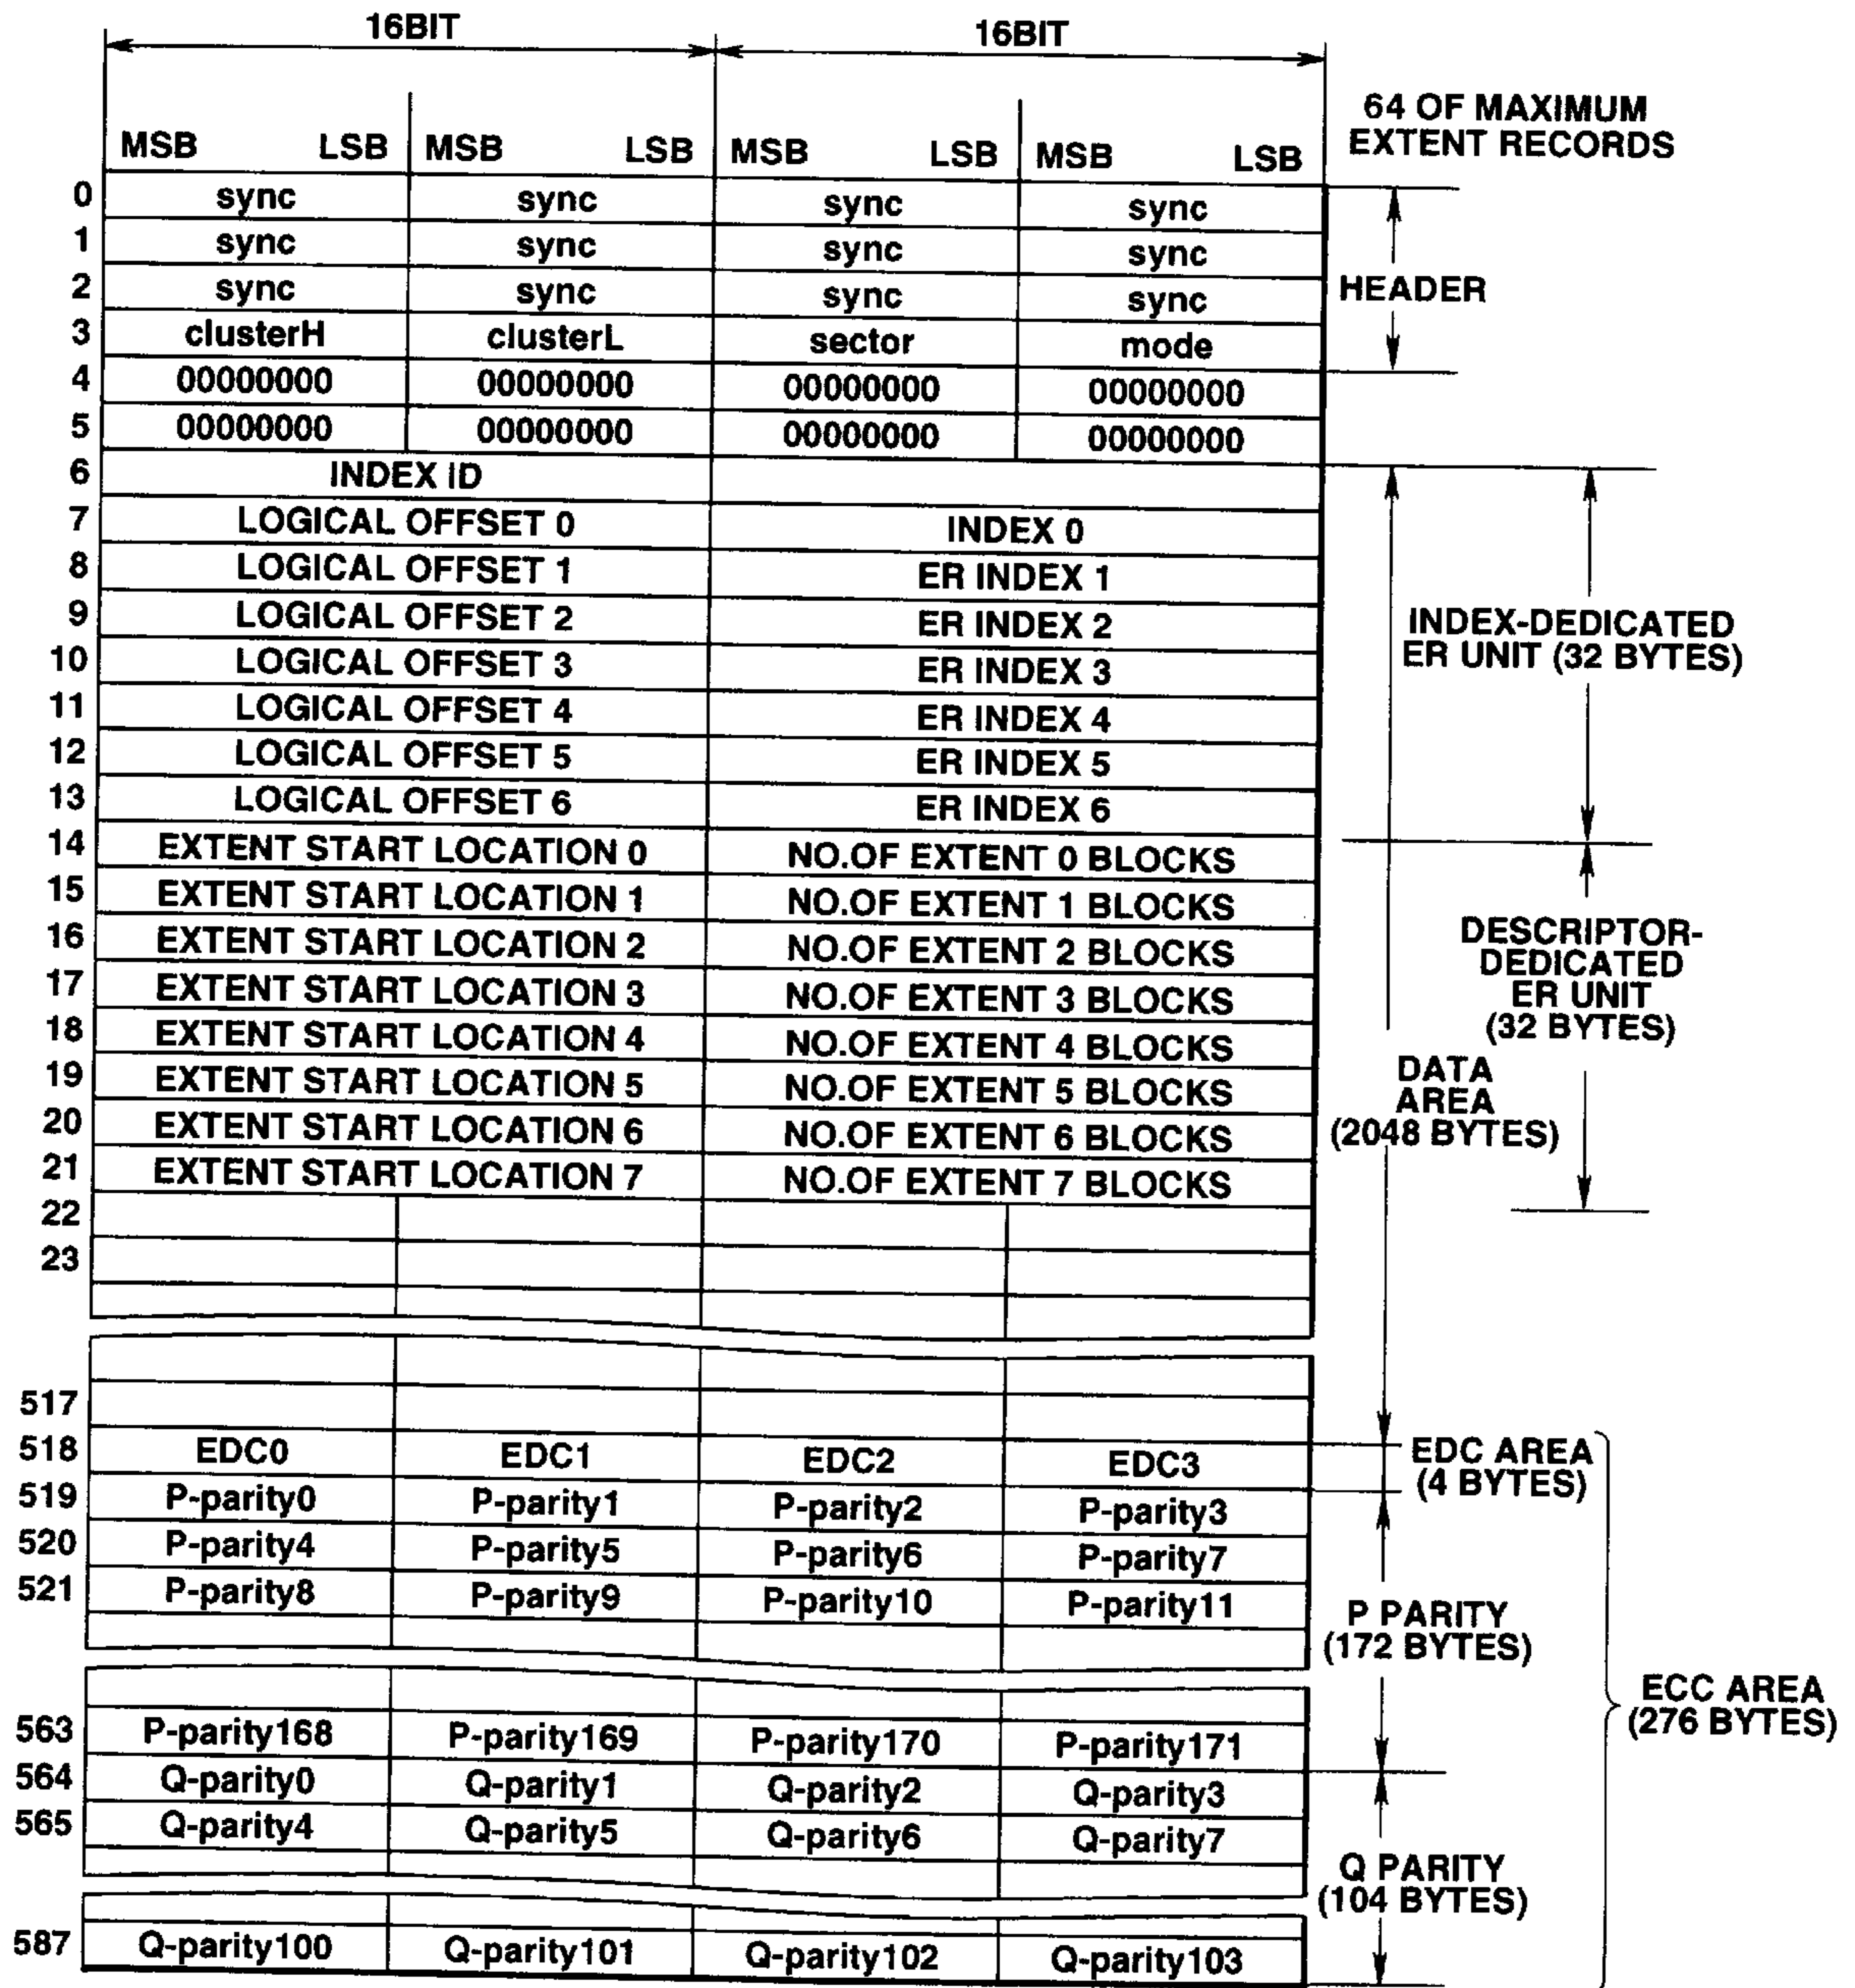 16BIT 16BIT
64 OF MAXIMUM
EXTENT RECORDS
MSB LSB MSB LSB MSB LSB MSB LSB
0 sync sync sync sync
1 sync sync sync sync
2 sync sync sync sync
HEADER
3 clusterH clusterL sector mode
4 00000000 00000000 00000000 00000000
5 00000000 00000000 00000000 00000000
6 INDEX ID
7 LOGICAL OFFSET 0 INDEX 0
8 LOGICAL OFFSET 1 ER INDEX 1
9 LOGICAL OFFSET 2 ER INDEX 2
10 LOGICAL OFFSET 3 ER INDEX 3
11 LOGICAL OFFSET 4 ER INDEX 4
12 LOGICAL OFFSET 5 ER INDEX 5
13 LOGICAL OFFSET 6 ER INDEX 6
INDEX-DEDICATED
ER UNIT (32 BYTES)
14 EXTENT START LOCATION 0 NO.OF EXTENT 0 BLOCKS
15 EXTENT START LOCATION 1 NO.OF EXTENT 1 BLOCKS
16 EXTENT START LOCATION 2 NO.OF EXTENT 2 BLOCKS
17 EXTENT START LOCATION 3 NO.OF EXTENT 3 BLOCKS
18 EXTENT START LOCATION 4 NO.OF EXTENT 4 BLOCKS
19 EXTENT START LOCATION 5 NO.OF EXTENT 5 BLOCKS
20 EXTENT START LOCATION 6 NO.OF EXTENT 6 BLOCKS
21 EXTENT START LOCATION 7 NO.OF EXTENT 7 BLOCKS
DESCRIPTOR-
DEDICATED
ER UNIT
(32 BYTES)
DATA
AREA
(2048 BYTES)
22
23
517
518 EDC0 EDC1 EDC2 EDC3
EDC AREA
(4 BYTES)
519 P-parity0 P-parity1 P-parity2 P-parity3
520 P-parity4 P-parity5 P-parity6 P-parity7
521 P-parity8 P-parity9 P-parity10 P-parity11
P PARITY
(172 BYTES)
ECC AREA
(276 BYTES)
563 P-parity168 P-parity169 P-parity170 P-parity171
564 Q-parity0 Q-parity1 Q-parity2 Q-parity3
565 Q-parity4 Q-parity5 Q-parity6 Q-parity7
Q PARITY
(104 BYTES)
587 Q-parity100 Q-parity101 Q-parity102 Q-parity103